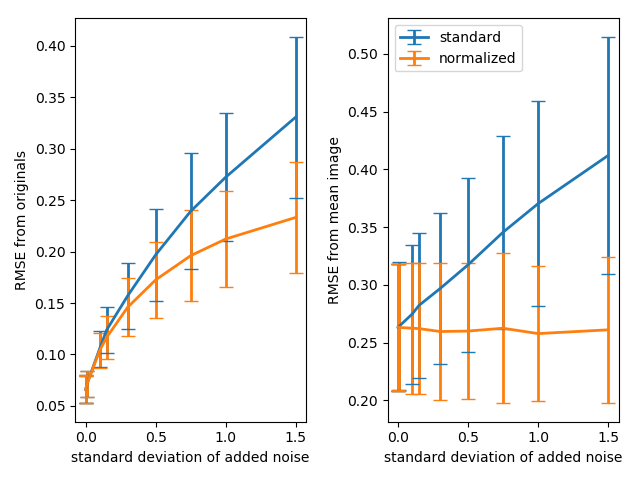 RMSE from originals
0.40
0.35
0.30
0.25
0.20
0.15
0.10
0.05
0.0 0.5 1.0 1.5
standard deviation of added noise
standard
normalized
RMSE from mean image
0.50
0.45
0.40
0.35
0.30
0.25
0.20
0.0 0.5 1.0 1.5
standard deviation of added noise